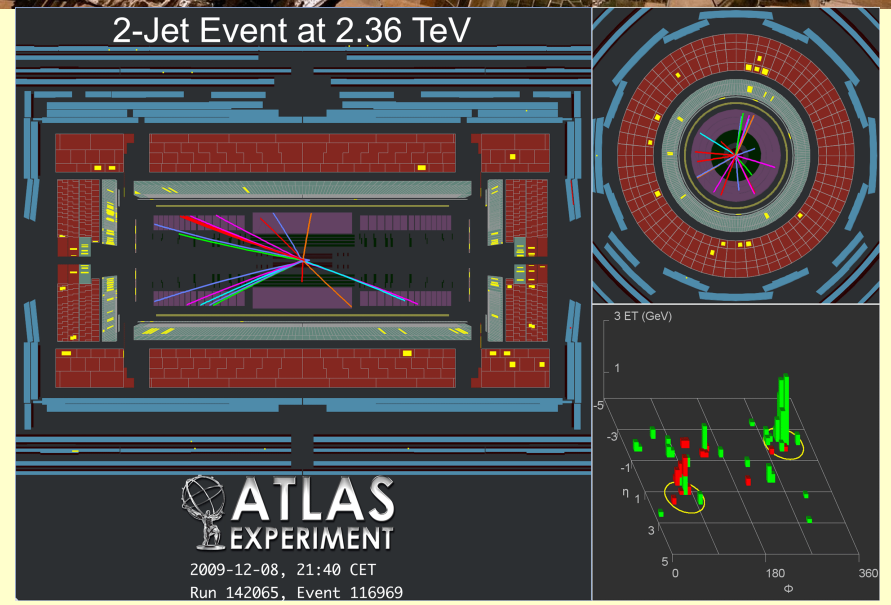 2-Jet Event at 2.36 TeV
ATLAS
EXPERIMENT
2009-12-08, 21:40 CET
Run 142065, Event 116969
3 ET (GeV)
1
-5
-3
-1
η 1
3
5
0 180 360
Φ